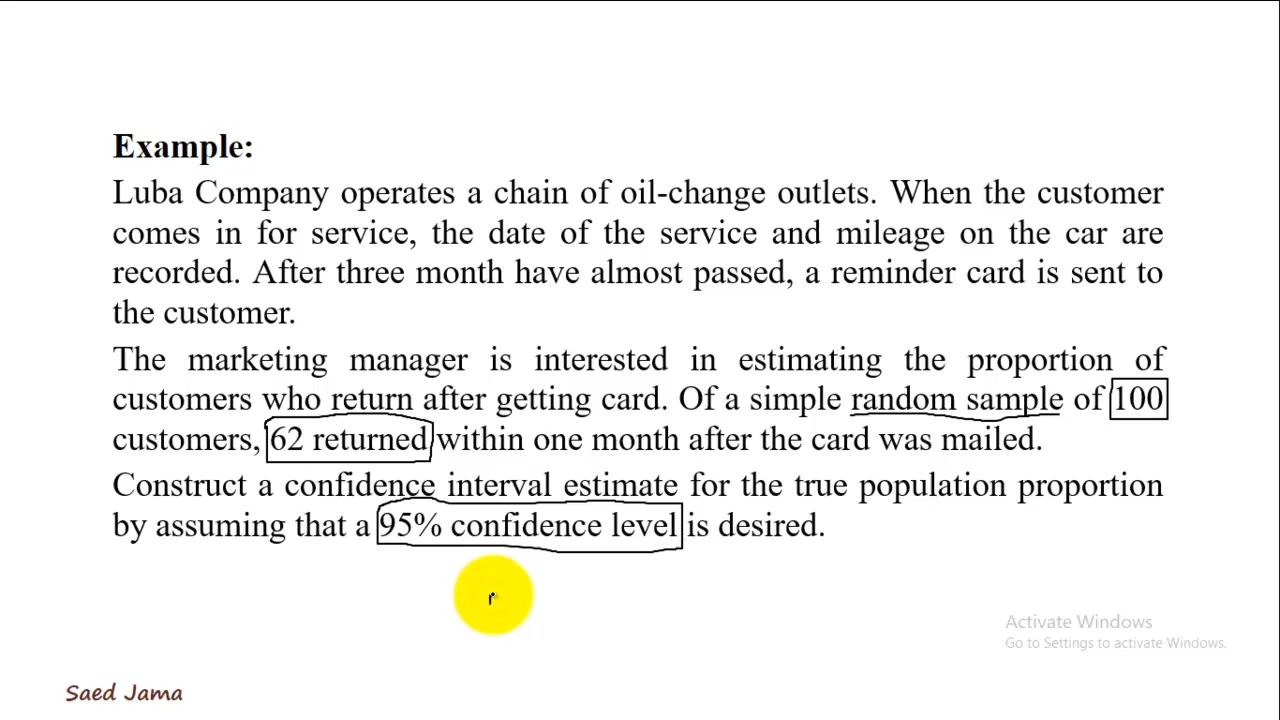 Example:
Luba Company operates a chain of oil-change outlets. When the customer
comes in for service, the date of the service and mileage on the car are
recorded. After three month have almost passed, a reminder card is sent to
the customer.
The marketing manager is interested in estimating the proportion of
customers who return after getting card. Of a simple random sample of 100
customers, 62 returned within one month after the card was mailed.
Construct a confidence interval estimate for the true population proportion
by assuming that a 95% confidence level is desired.
Activate Windows
Go to Settings to activate Windows.
Saed Jama